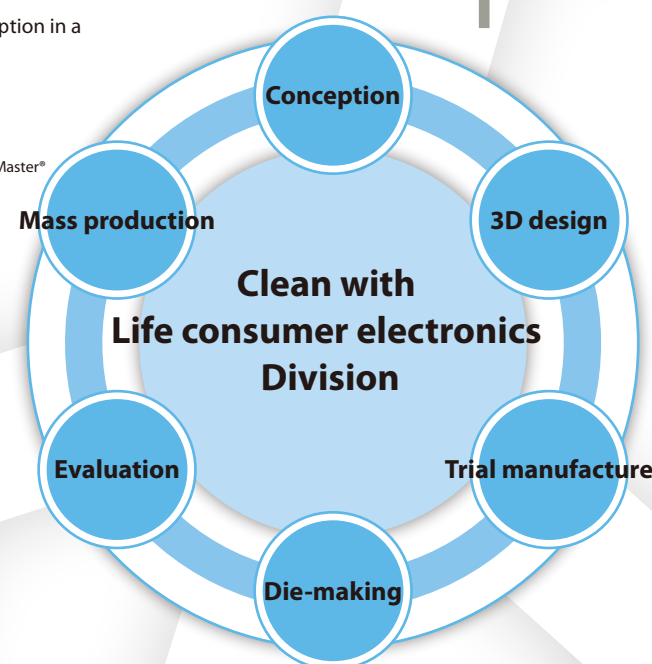 ption in a
Master®
Conception
Mass production
3D design
Clean with
Life consumer electronics
Division
Evaluation
Trial manufacture
Die-making